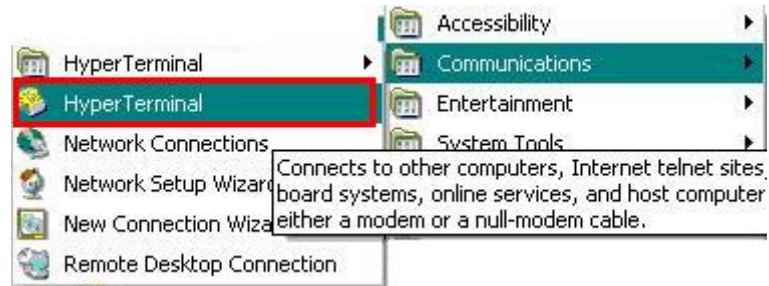 Accessibility
Communications
Entertainment
System Tools
HyperTerminal
HyperTerminal
Network Connections
Network Setup Wizard
New Connection Wiza
Remote Desktop Connection
Connects to other computers, Internet telnet sites,
board systems, online services, and host computer
either a modem or a null-modem cable.